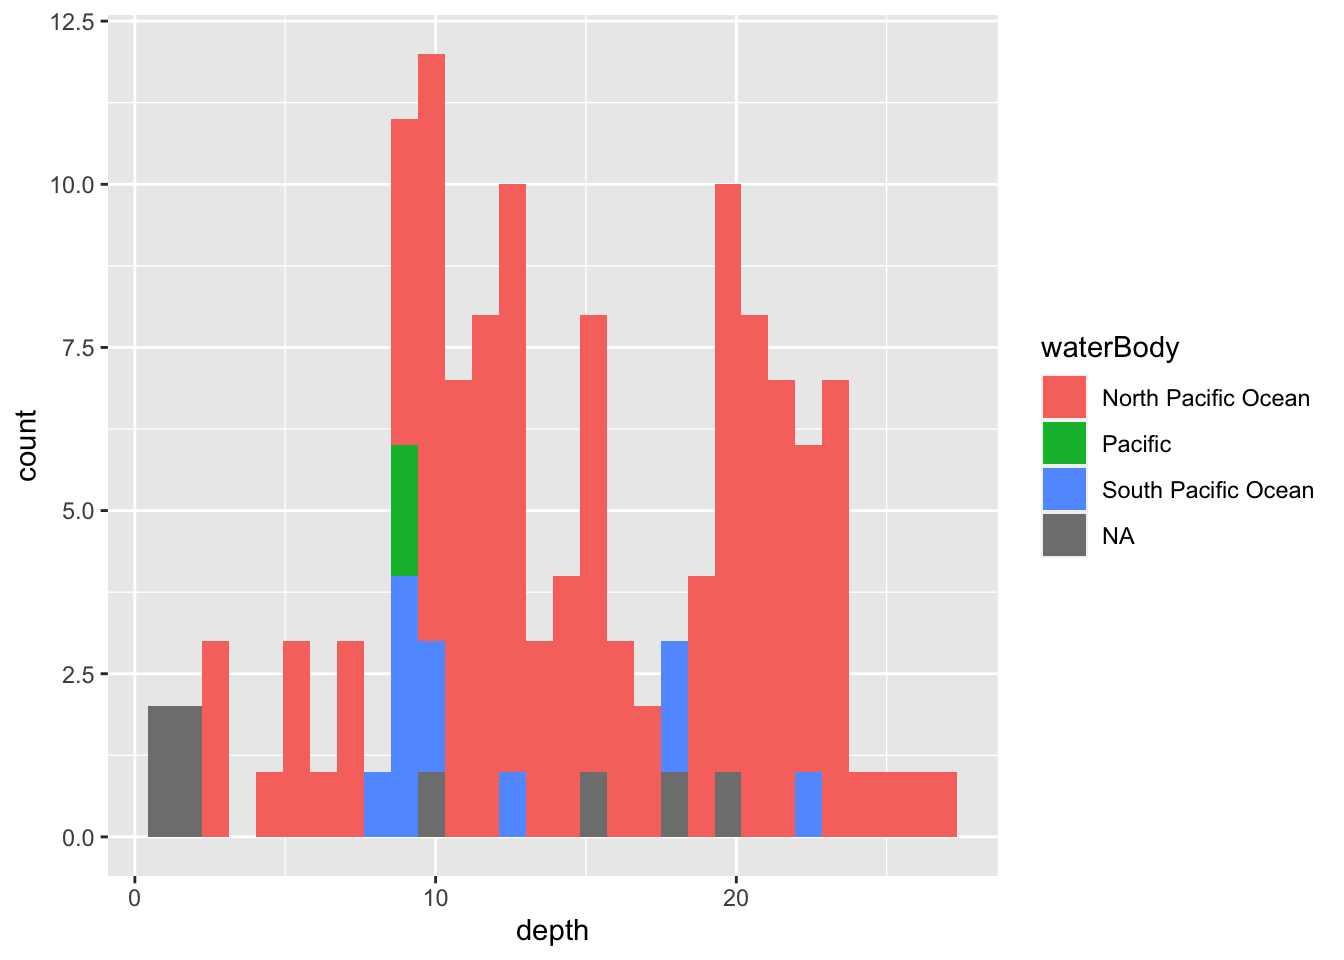 12.5
10.0
7.5
5.0
2.5
0.0
count
0
10
20
depth
waterBody
North Pacific Ocean
Pacific
South Pacific Ocean
NA